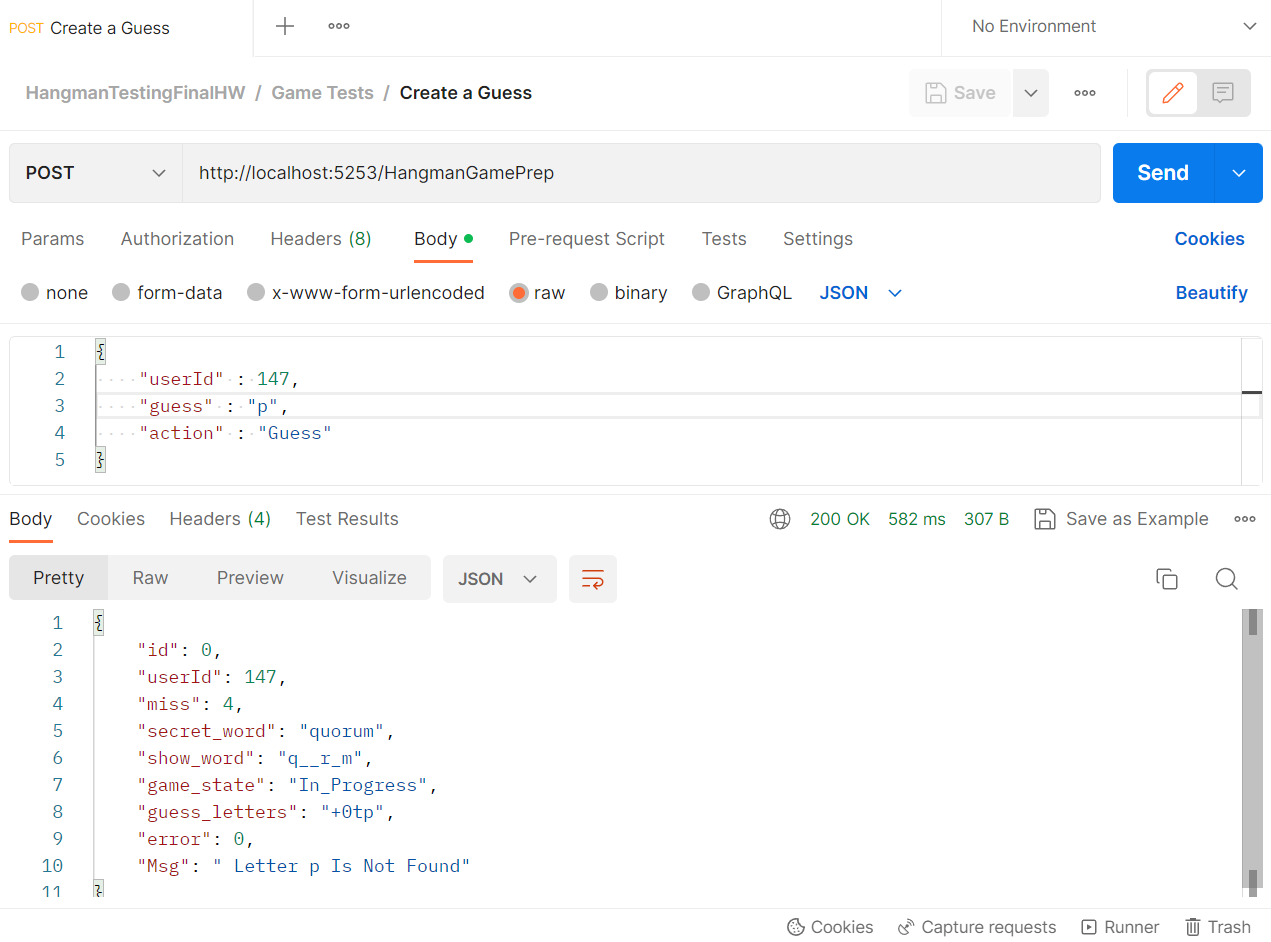 POST Create a Guess
No Environment
HangmanTestingFinalHW / Game Tests / Create a Guess
Save
POST http://localhost:5253/HangmanGamePrep Send
Params Authorization Headers (8) Body Pre-request Script Tests Settings Cookies
none form-data x-www-form-urlencoded raw binary GraphQL JSON Beautify
1 {
2 "userId" : 147,
3 "guess" : "p",
4 "action" : "Guess"
5 }
Body Cookies Headers (4) Test Results 200 OK 582 ms 307 B Save as Example
Pretty Raw Preview Visualize JSON
1 {
2 "id": 0,
3 "userId": 147,
4 "miss": 4,
5 "secret_word": "quorum",
6 "show_word": "q__r_m",
7 "game_state": "In_Progress",
8 "guess_letters": "+0tp",
9 "error": 0,
10 "Msg": " Letter p Is Not Found"
11 }
Cookies Capture requests Runner Trash